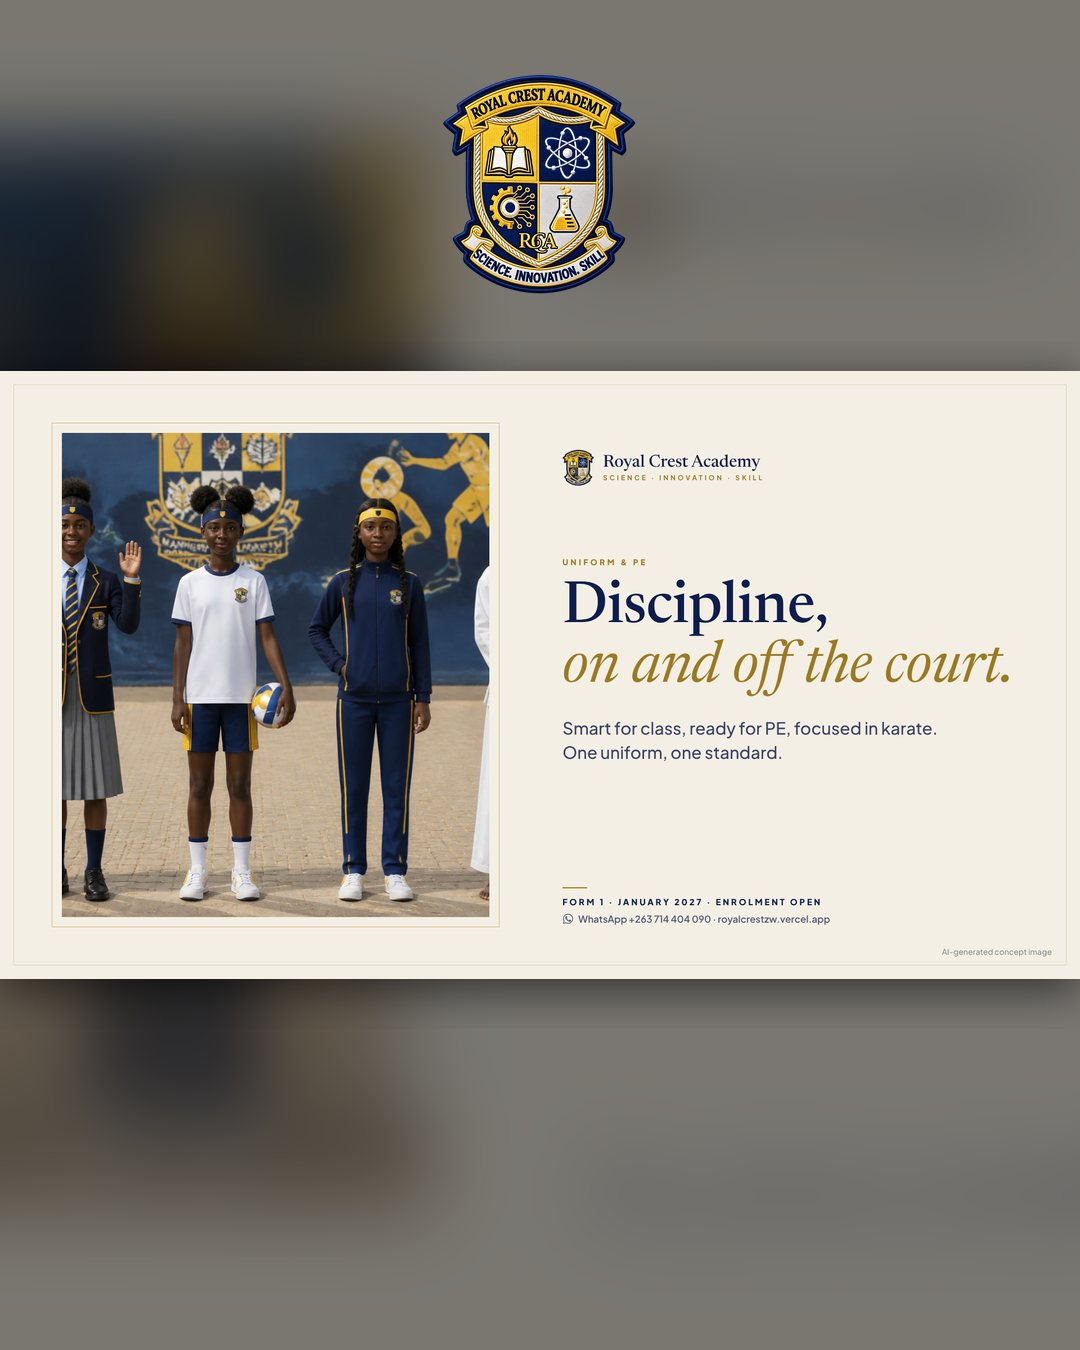 ROYAL CREST ACADEMY
RCA
SCIENCE. INNOVATION. SKILL
Royal Crest Academy
SCIENCE · INNOVATION · SKILL
UNIFORM & PE
Discipline,
on and off the court.
Smart for class, ready for PE, focused in karate.
One uniform, one standard.
FORM 1 · JANUARY 2027 · ENROLMENT OPEN
WhatsApp +263 714 404 090 · royalcrestzw.vercel.app
AI-generated concept image